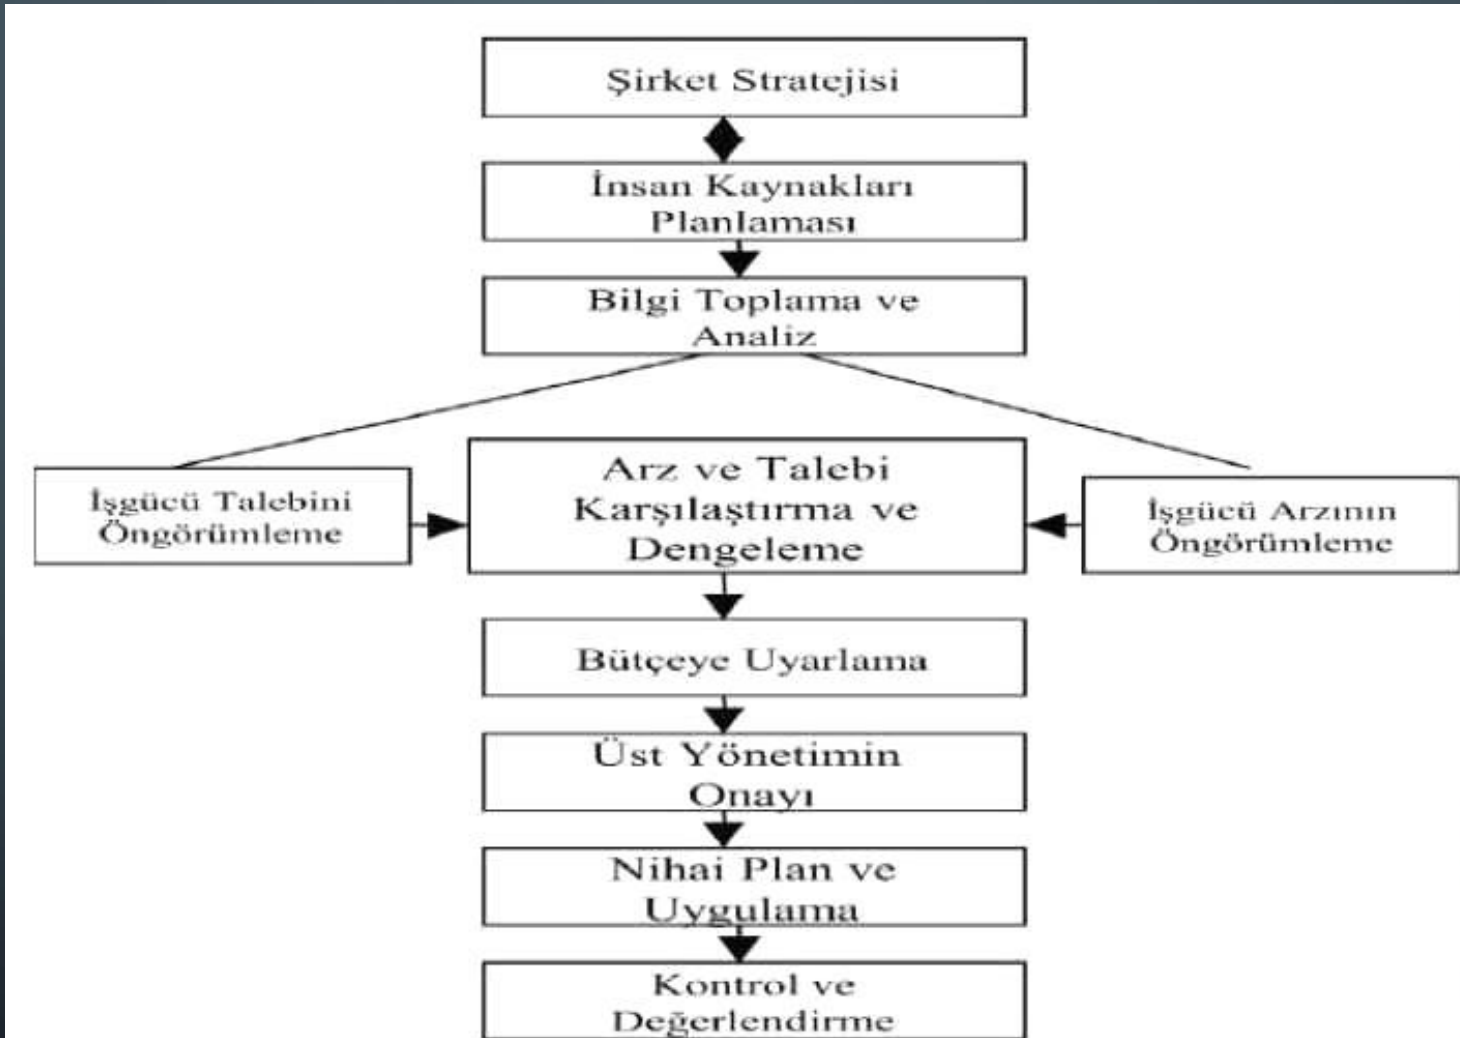 Şirket Stratejisi
İnsan Kaynakları
Planlaması
Bilgi Toplama ve
Analiz
İşgücü Talebini
Öngörümleme
Arz ve Talebi
Karşılaştırma ve
Dengeleme
İşgücü Arzının
Öngörümleme
Bütçeye Uyarlama
Üst Yönetimin
Onayı
Nihai Plan ve
Uygulama
Kontrol ve
Değerlendirme